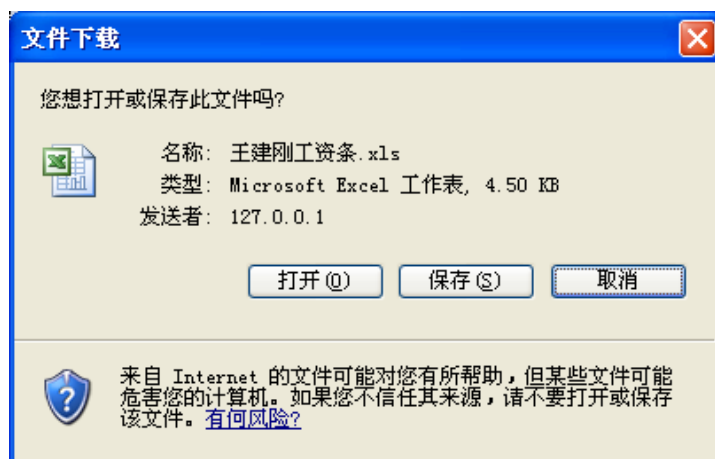 文件下载
您想打开或保存此文件吗?
名称: 王建刚工资条.xls
类型: Microsoft Excel 工作表, 4.50 KB
发送者: 127.0.0.1
打开(O) 保存(S) 取消
来自 Internet 的文件可能对您有所帮助，但某些文件可能
危害您的计算机。如果您不信任其来源，请不要打开或保存
该文件。有何风险?